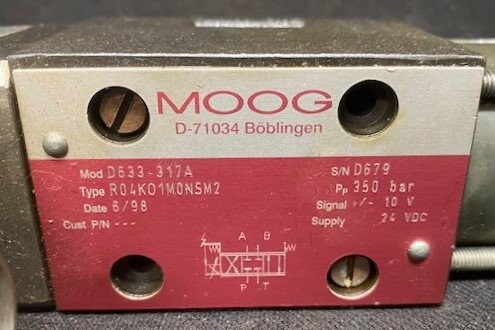 MOOG
D-71034 Böblingen
Mod D633-317A
Type R04KO1M0NSM2
Date 6/98
Cust P/N ---
S/N D679
Pp 350 bar
Signal +/- 10 V
Supply 24 VDC
A B
P T